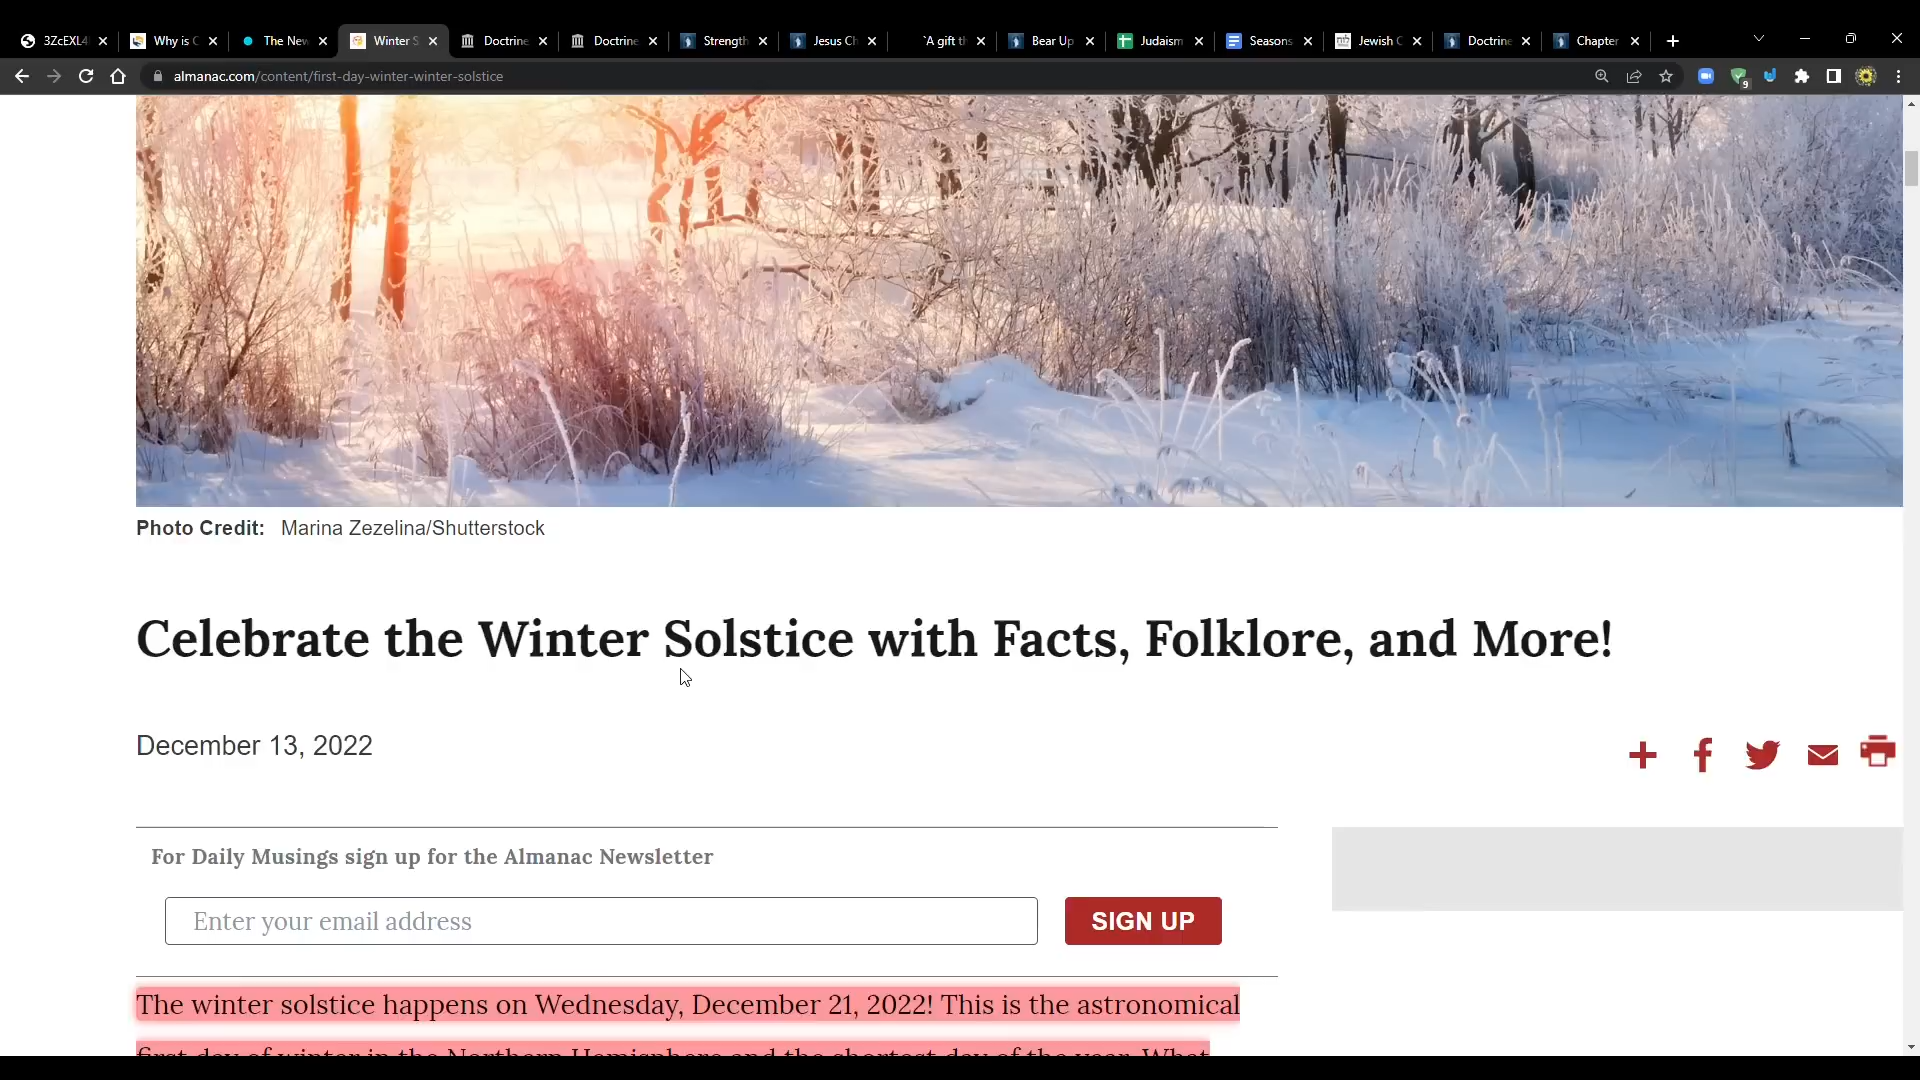 3ZcEXL4
Why is C
The New
Winter S
Doctrine
Doctrine
Strength
Jesus Ch
`A gift t
Bear Up
Judaism
Seasons
Jewish C
Doctrine
Chapter
almanac.com/content/first-day-winter-winter-solstice
9
Photo Credit: Marina Zezelina/Shutterstock
Celebrate the Winter Solstice with Facts, Folklore, and More!
December 13, 2022
For Daily Musings sign up for the Almanac Newsletter
Enter your email address
SIGN UP
The winter solstice happens on Wednesday, December 21, 2022! This is the astronomical
first day of winter in the Northern Hemisphere and the shortest day of the year. What